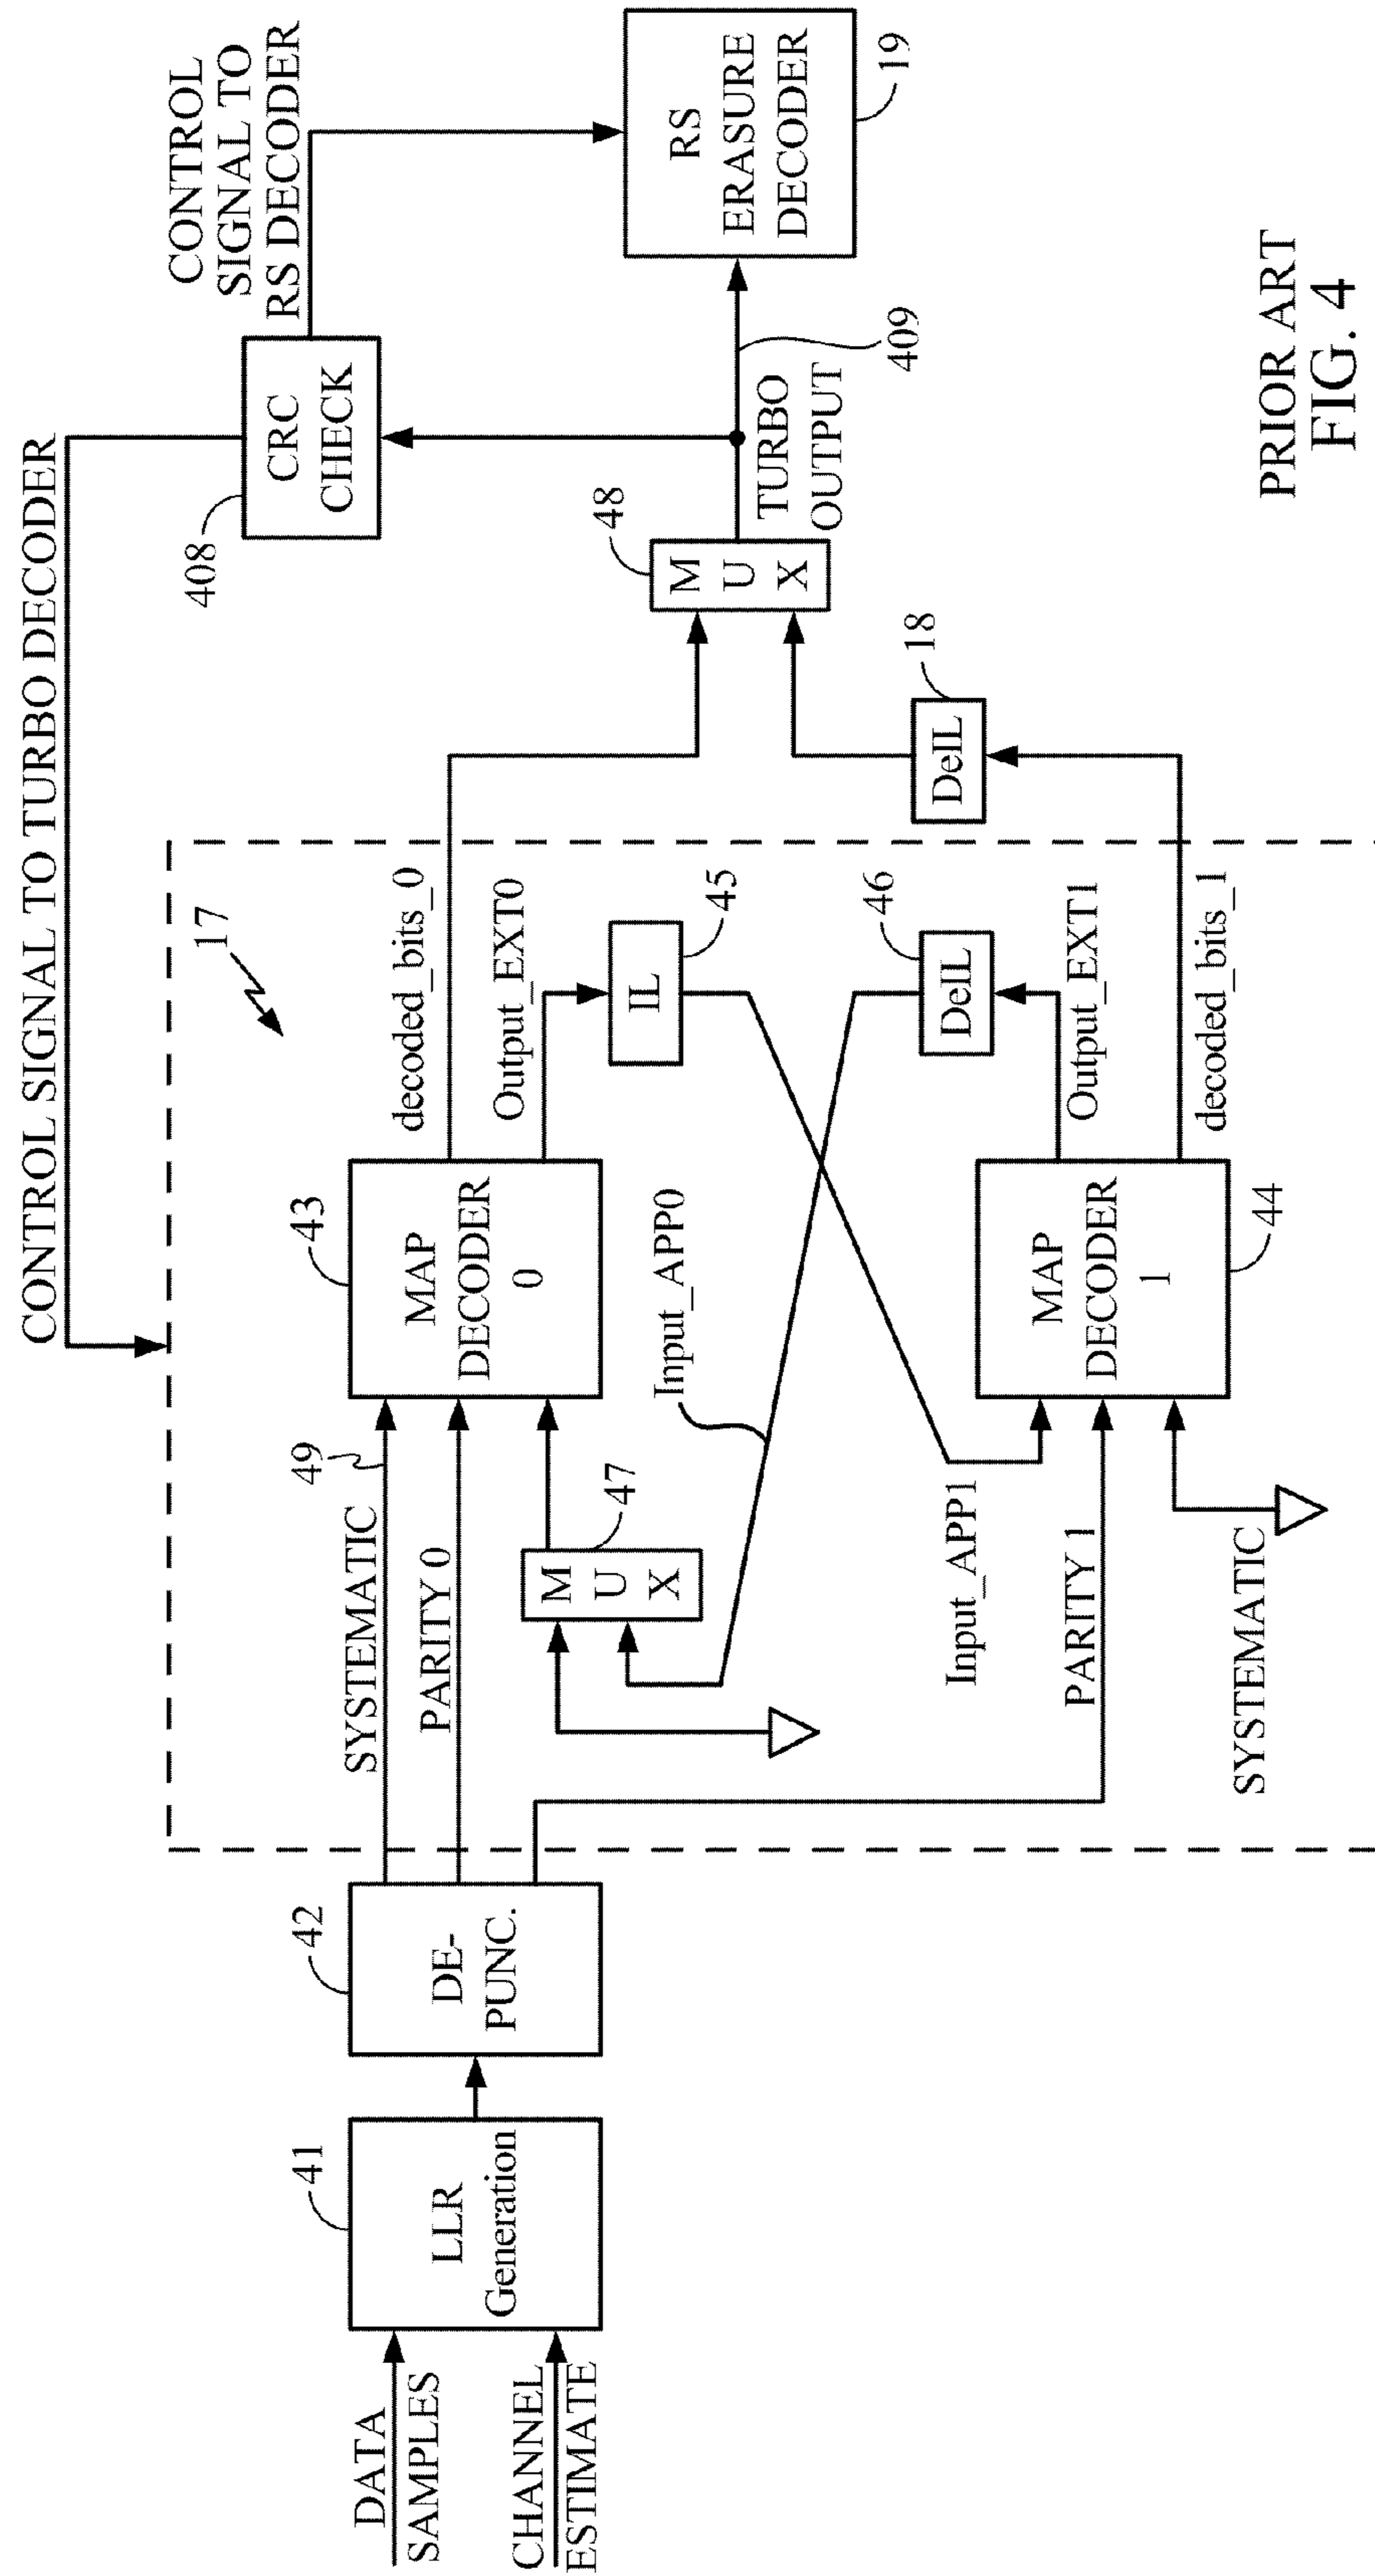 CONTROL SIGNAL TO TURBO DECODER
DATA
SAMPLES
CHANNEL
ESTIMATE
41
LLR
Generation
42
DE-
PUNC.
17
SYSTEMATIC
49
PARITY 0
43
MAP
DECODER
0
decoded_bits_0
Output_EXT0
M
U
X
47
Input_APP0
IL
45
DeIL
46
Input_APP1
PARITY 1
SYSTEMATIC
MAP
DECODER
1
44
Output_EXT1
decoded_bits_1
DeIL
18
M
U
X
48
TURBO
OUTPUT
409
408
CRC
CHECK
CONTROL
SIGNAL TO
RS DECODER
RS
ERASURE
DECODER
19
PRIOR ART
FIG. 4